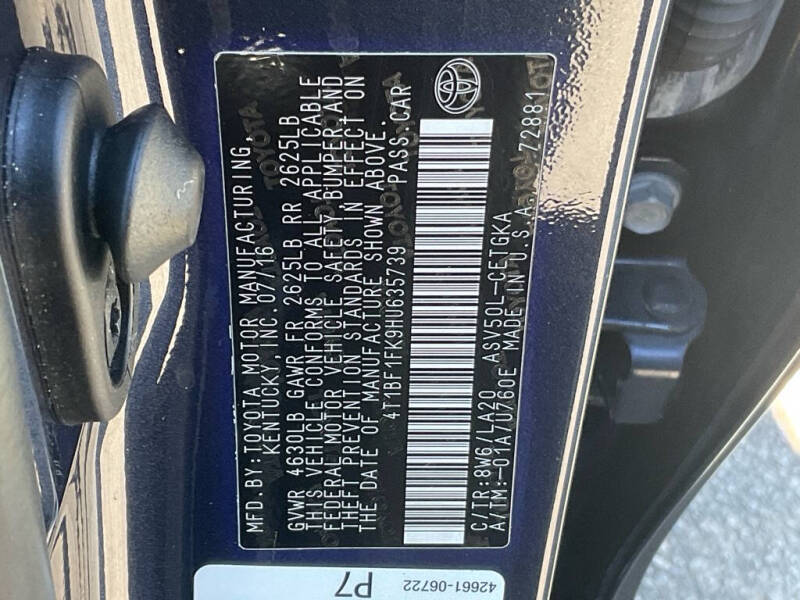 MFD.BY:TOYOTA MOTOR MANUFACTURING,
KENTUCKY,INC. 07/16
GVWR 4630LB GAWR FR 2625LB RR 2625LB
THIS VEHICLE CONFORMS TO ALL APPLICABLE
FEDERAL MOTOR VEHICLE SAFETY,BUMPER,AND
THEFT PREVENTION STANDARDS IN EFFECT ON
THE DATE OF MANUFACTURE SHOWN ABOVE.
4T1BF1FK9HU635739 PASS.CAR
C/TR:8W6/LA20 ASV50L-CETGKA
A/TM:-01A/U760E MADE IN U.S.A. 72881
42661-06722
P7